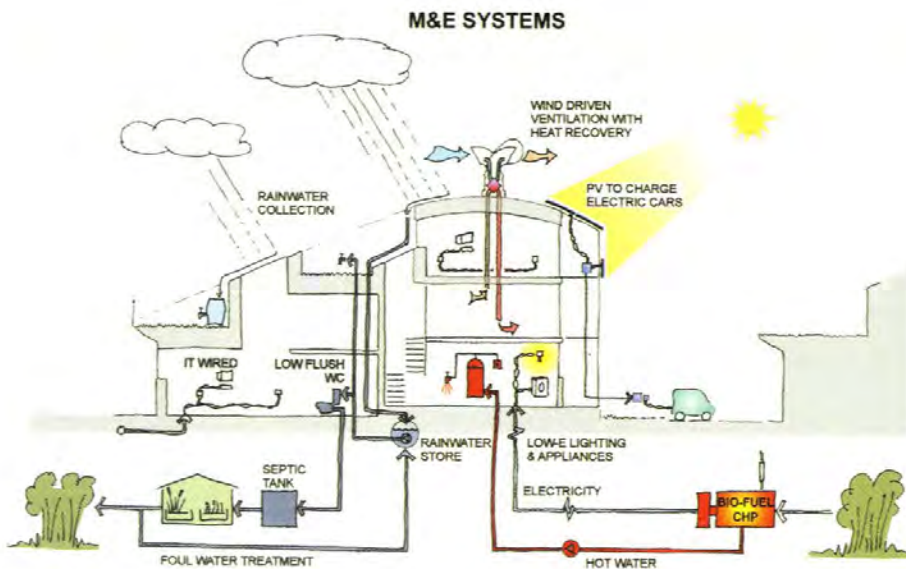 M&E SYSTEMS
WIND DRIVEN
VENTILATION WITH
HEAT RECOVERY
RAINWATER
COLLECTION
PV TO CHARGE
ELECTRIC CARS
IT WIRED
LOW FLUSH
WC
RAINWATER
STORE
LOW-E LIGHTING
& APPLIANCES
SEPTIC
TANK
ELECTRICITY
BIO-FUEL
CHP
FOUL WATER TREATMENT
HOT WATER